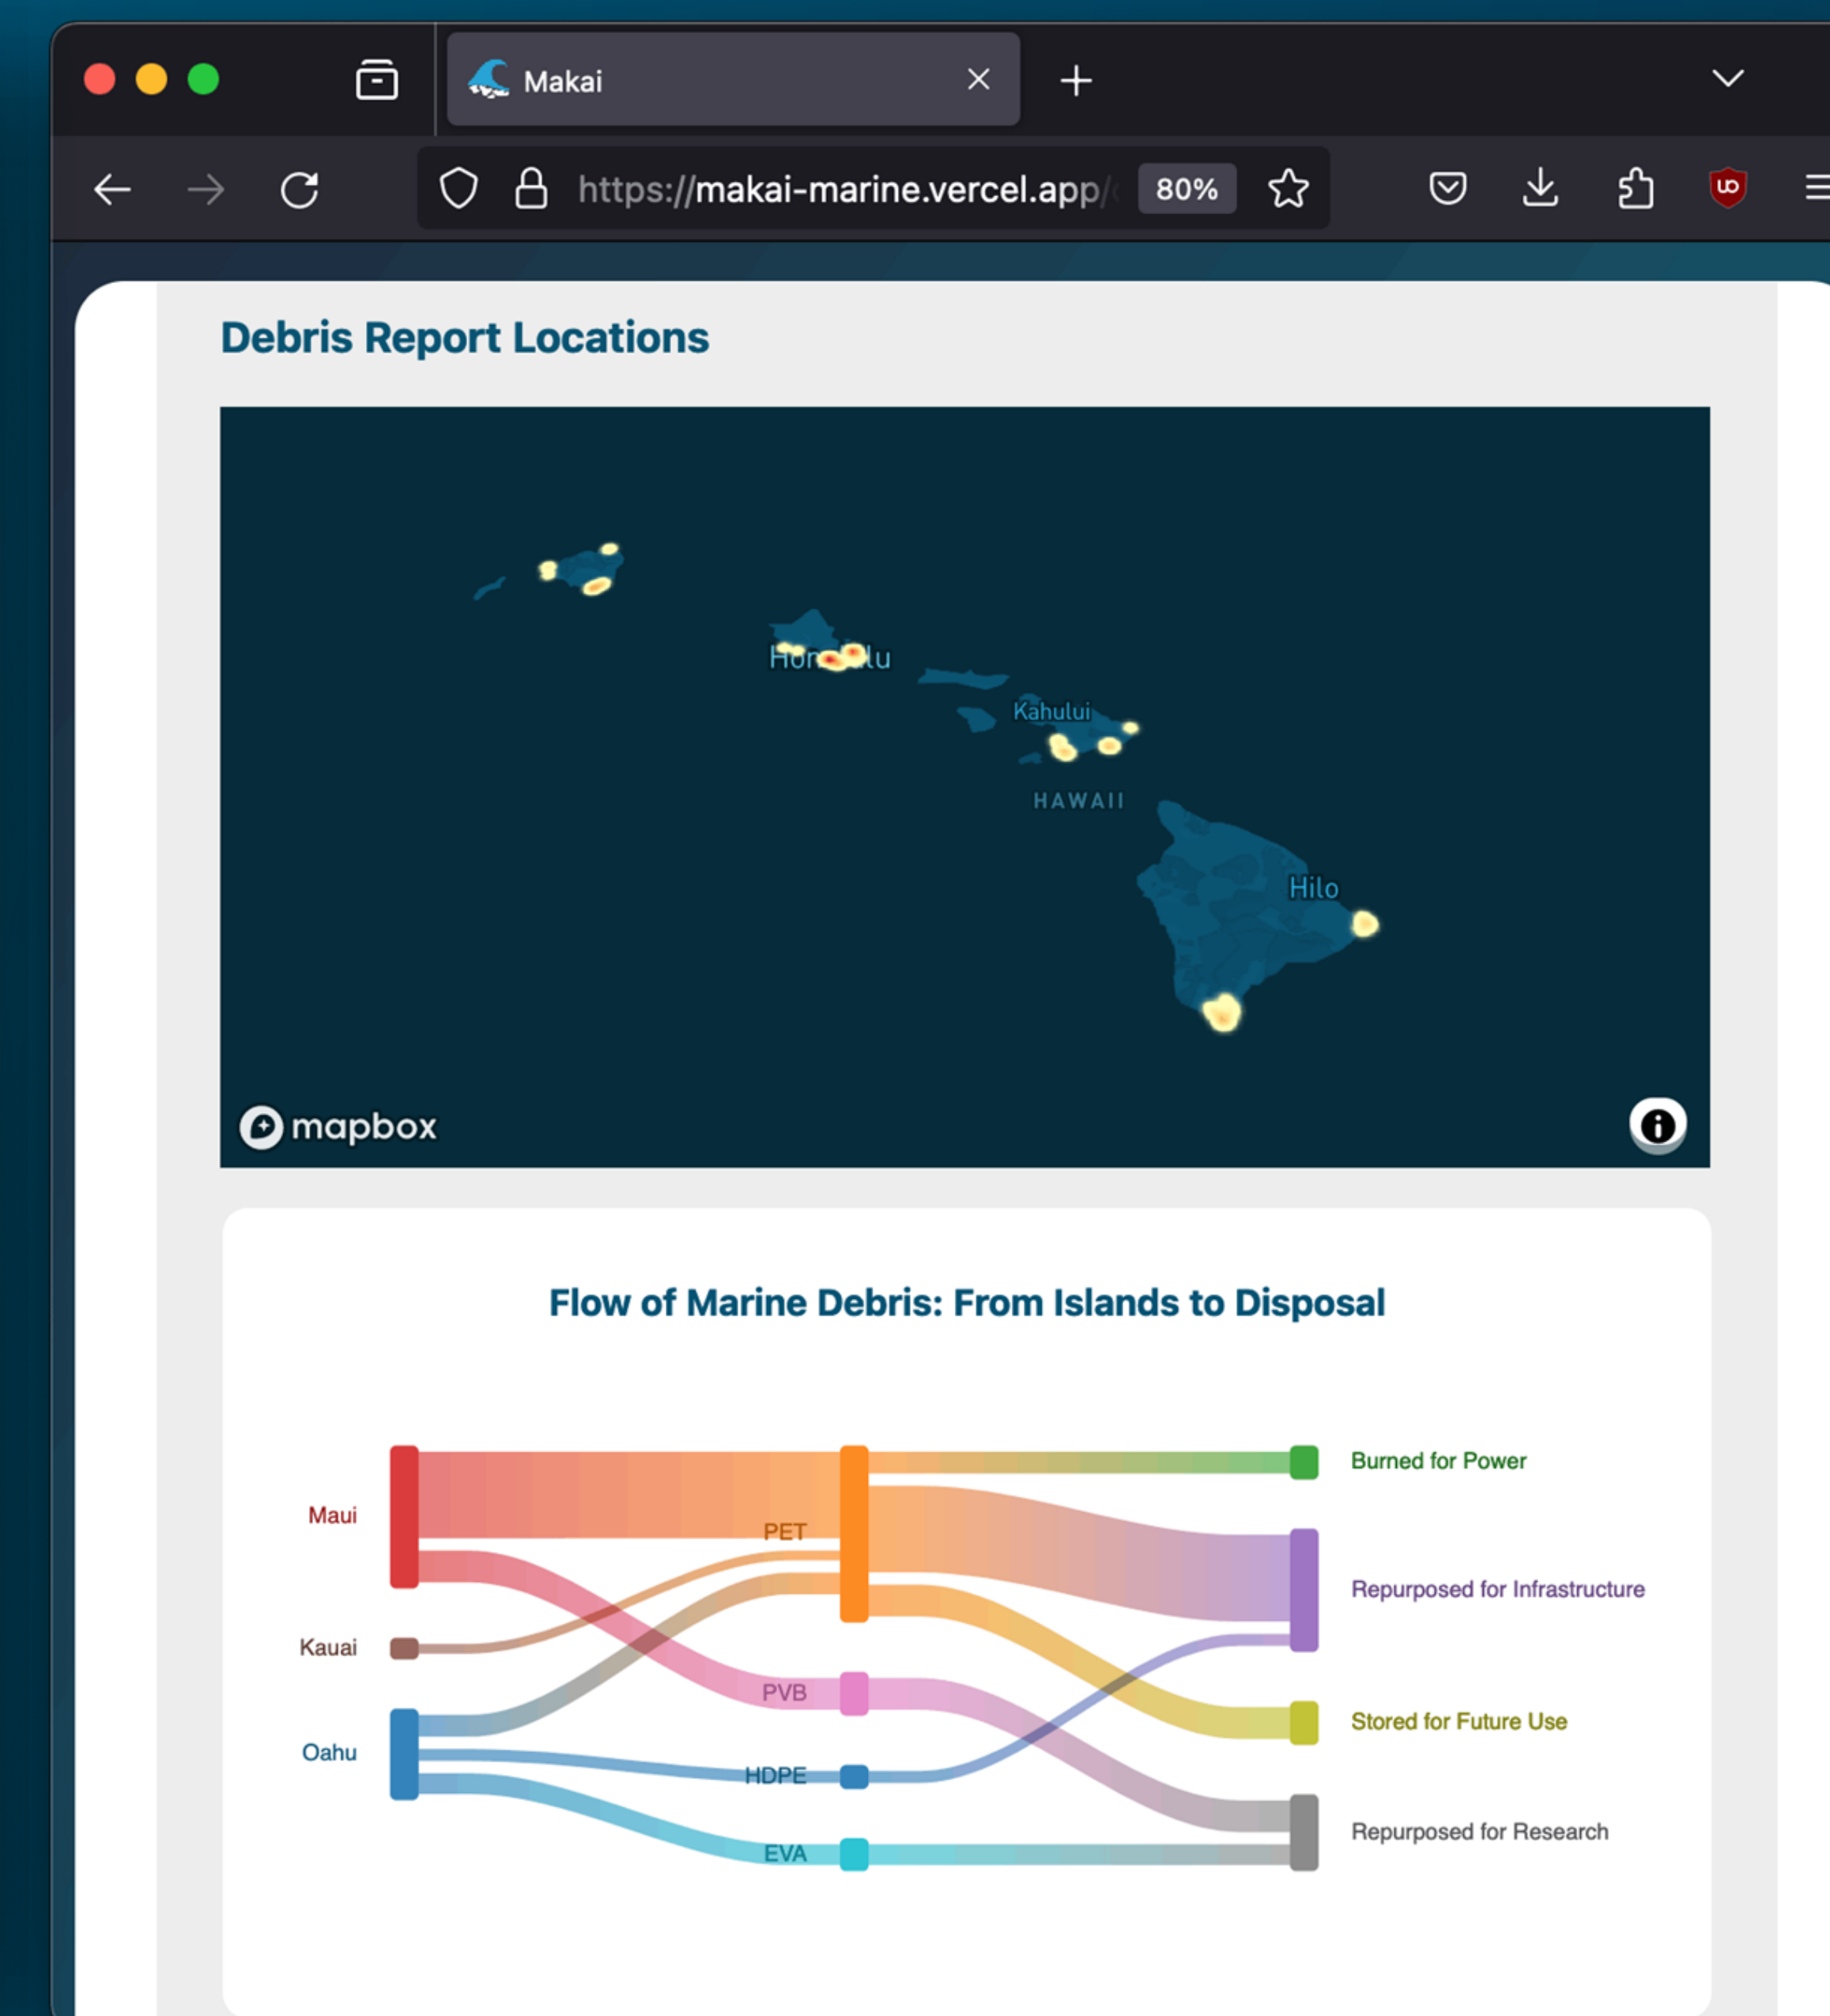 Makai
https://makai-marine.vercel.app/
80%
Debris Report Locations
Honolulu
Kahului
HAWAII
Hilo
mapbox
Flow of Marine Debris: From Islands to Disposal
Burned for Power
Maui
PET
Repurposed for Infrastructure
Kauai
PVB
Stored for Future Use
Oahu
HDPE
Repurposed for Research
EVA